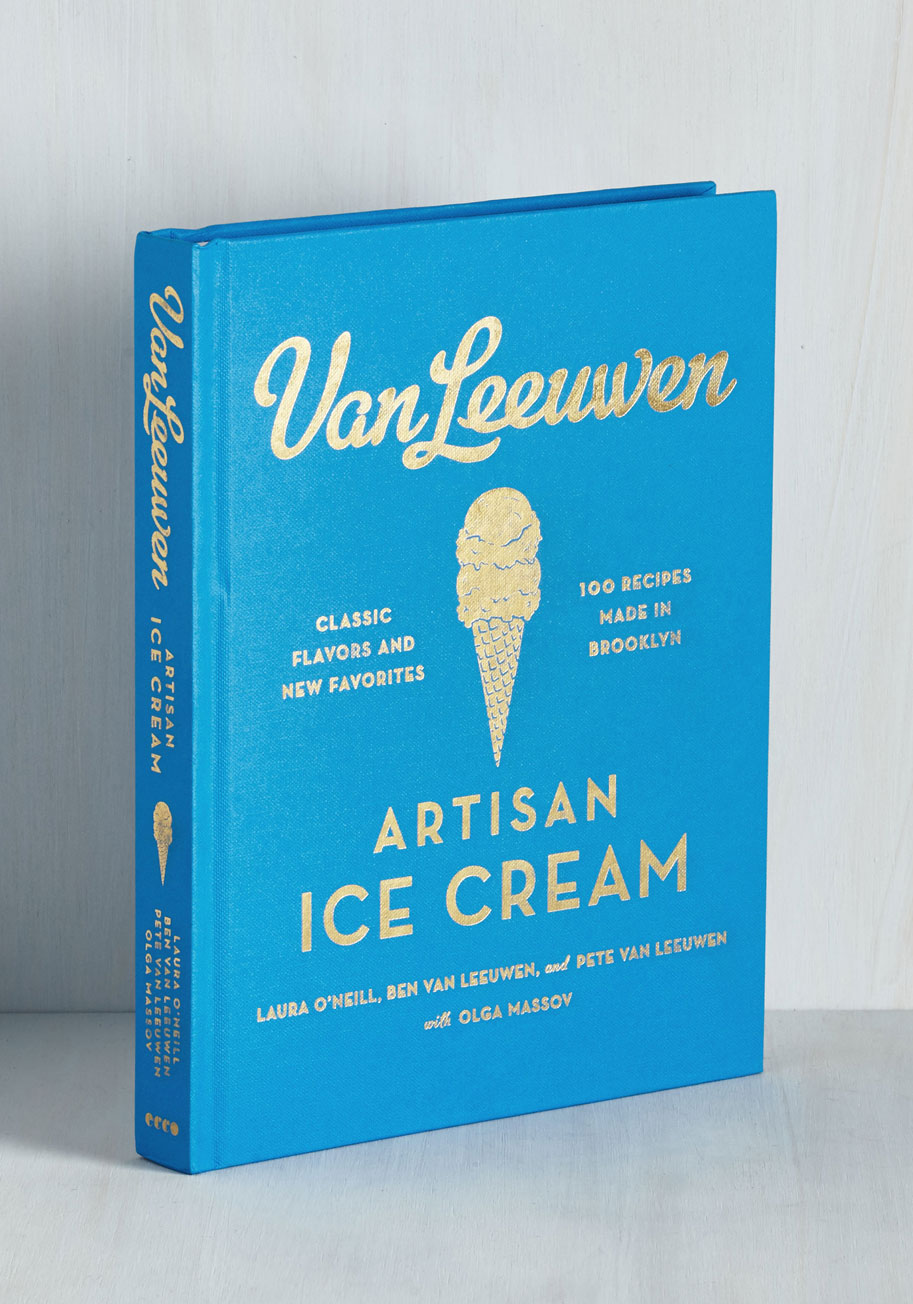 Van Leeuwen
CLASSIC
FLAVORS AND
NEW FAVORITES
100 RECIPES
MADE IN
BROOKLYN
ARTISAN
ICE CREAM
LAURA O'NEILL, BEN VAN LEEUWEN, and PETE VAN LEEUWEN
with OLGA MASSOV
Van Leeuwen
ARTISAN
ICE CREAM
LAURA O'NEILL
BEN VAN LEEUWEN
PETE VAN LEEUWEN
OLGA MASSOV
ecco